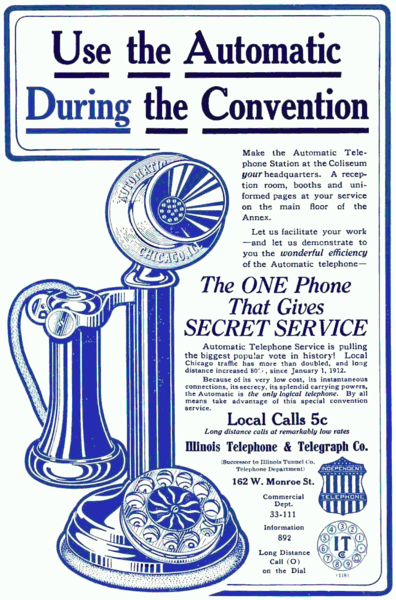 Use the Automatic
During the Convention
AUTOMATIC
CHICAGO, ILL
Make the Automatic Tele-
phone Station at the Coliseum
your headquarters. A recep-
tion room, booths and uni-
formed pages at your service
on the main floor of the
Annex.
Let us facilitate your work
—and let us demonstrate to
you the wonderful efficiency
of the Automatic telephone—
The ONE Phone
That Gives
SECRET SERVICE
Automatic Telephone Service is pulling
the biggest popular vote in history! Local
Chicago traffic has more than doubled, and long
distance increased 80%, since January 1, 1912.
Because of its very low cost, its instantaneous
connections, its secrecy, its splendid carrying powers,
the Automatic is the only logical telephone. By all
means take advantage of this special convention
service.
Local Calls 5c
Long distance calls at remarkably low rates
Illinois Telephone & Telegraph Co.
(Successor to Illinois Tunnel Co.
Telephone Department)
162 W. Monroe St.
Commercial
Dept.
33-111
Information
892
Long Distance
Call (O)
on the Dial
INDEPENDENT
TELEPHONE
I T
Co
(118)